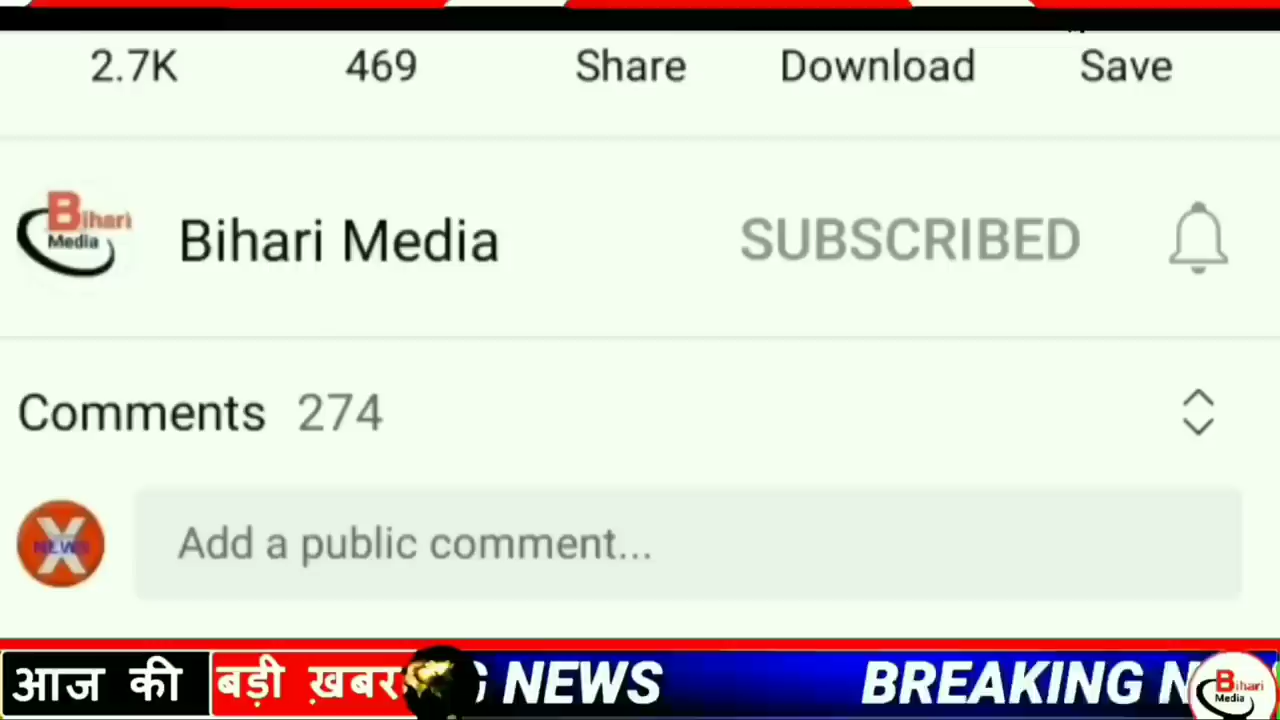 2.7K 469 Share Download Save
Bihari Media
Bihari Media SUBSCRIBED
Comments 274
X NEWS
Add a public comment...
आज की बड़ी ख़बर G NEWS BREAKING N
Bihari Media